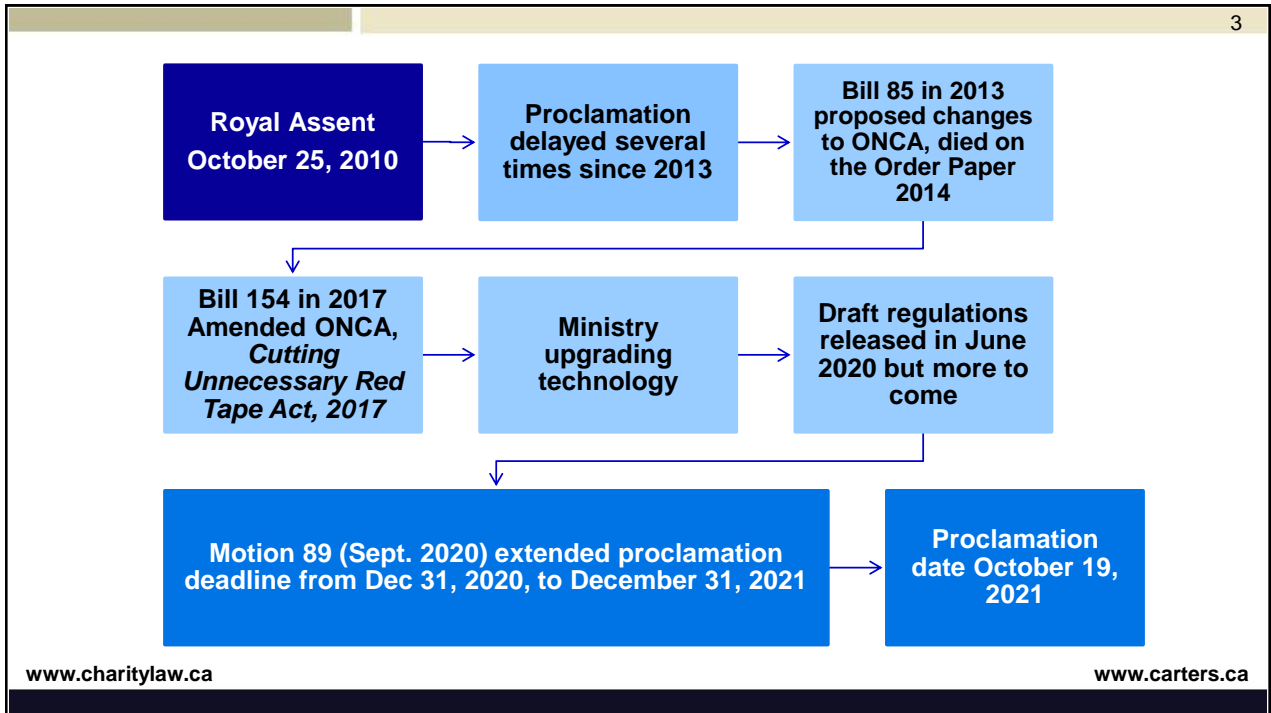 3
Royal Assent
October 25, 2010
Proclamation
delayed several
times since 2013
Bill 85 in 2013
proposed changes
to ONCA, died on
the Order Paper
2014
Bill 154 in 2017
Amended ONCA,
Cutting
Unnecessary Red
Tape Act, 2017
Ministry
upgrading
technology
Draft regulations
released in June
2020 but more to
come
Motion 89 (Sept. 2020) extended proclamation
deadline from Dec 31, 2020, to December 31, 2021
Proclamation
date October 19,
2021
www.charitylaw.ca
www.carters.ca